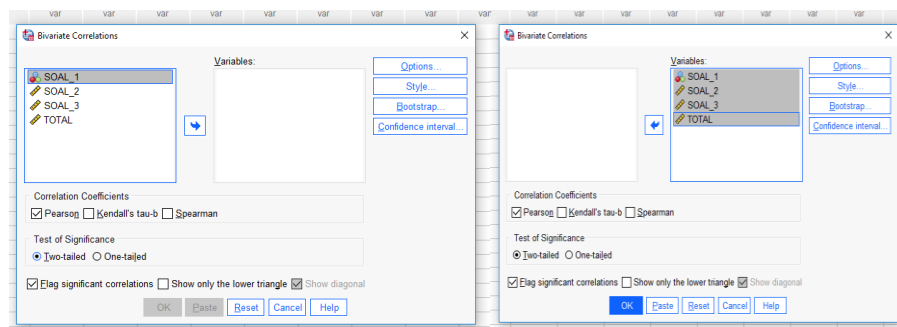 var var var var var var var var var var var var var var var var
Bivariate Correlations
Variables:
SOAL_1
SOAL_2
SOAL_3
TOTAL
Options...
Style...
Bootstrap...
Confidence interval...
Correlation Coefficients
Pearson Kendall's tau-b Spearman
Test of Significance
Two-tailed One-tailed
Flag significant correlations Show only the lower triangle Show diagonal
OK Paste Reset Cancel Help
Bivariate Correlations
Variables:
SOAL_1
SOAL_2
SOAL_3
TOTAL
Options...
Style...
Bootstrap...
Confidence interval...
Correlation Coefficients
Pearson Kendall's tau-b Spearman
Test of Significance
Two-tailed One-tailed
Flag significant correlations Show only the lower triangle Show diagonal
OK Paste Reset Cancel Help